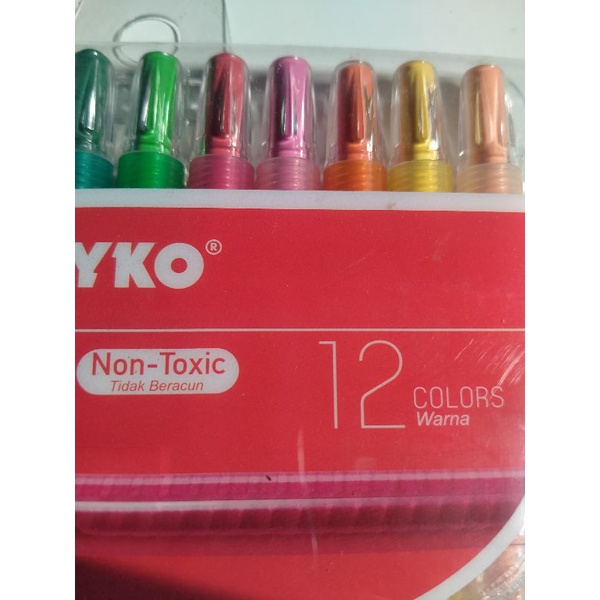 YKO®
Non-Toxic
Tidak Beracun
12
COLORS
Warna